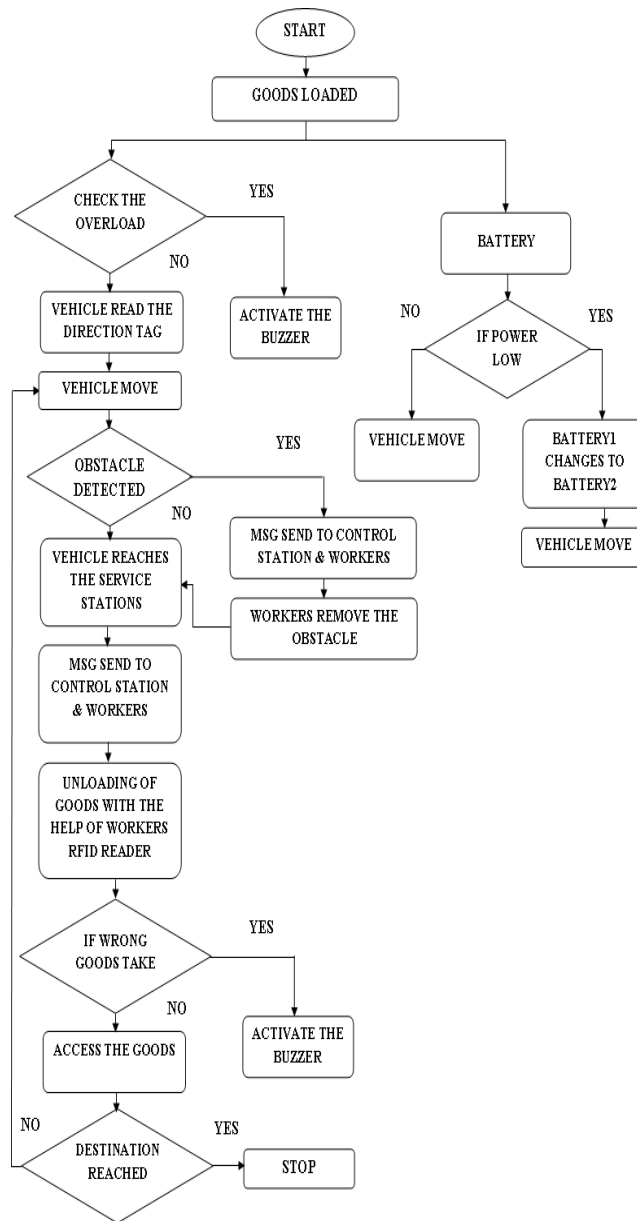 START
GOODS LOADED
CHECK THE
OVERLOAD
YES
NO
BATTERY
VEHICLE READ THE
DIRECTION TAG
ACTIVATE THE
BUZZER
NO
YES
IF POWER
LOW
VEHICLE MOVE
VEHICLE MOVE
BATTERY1
CHANGES TO
BATTERY2
VEHICLE MOVE
OBSTACLE
DETECTED
YES
NO
MSG SEND TO CONTROL
STATION & WORKERS
WORKERS REMOVE THE
OBSTACLE
VEHICLE REACHES
THE SERVICE
STATIONS
MSG SEND TO
CONTROL STATION
& WORKERS
UNLOADING OF
GOODS WITH THE
HELP OF WORKERS
RFID READER
IF WRONG
GOODS TAKE
YES
NO
ACTIVATE THE
BUZZER
ACCESS THE GOODS
NO
DESTINATION
REACHED
YES
STOP